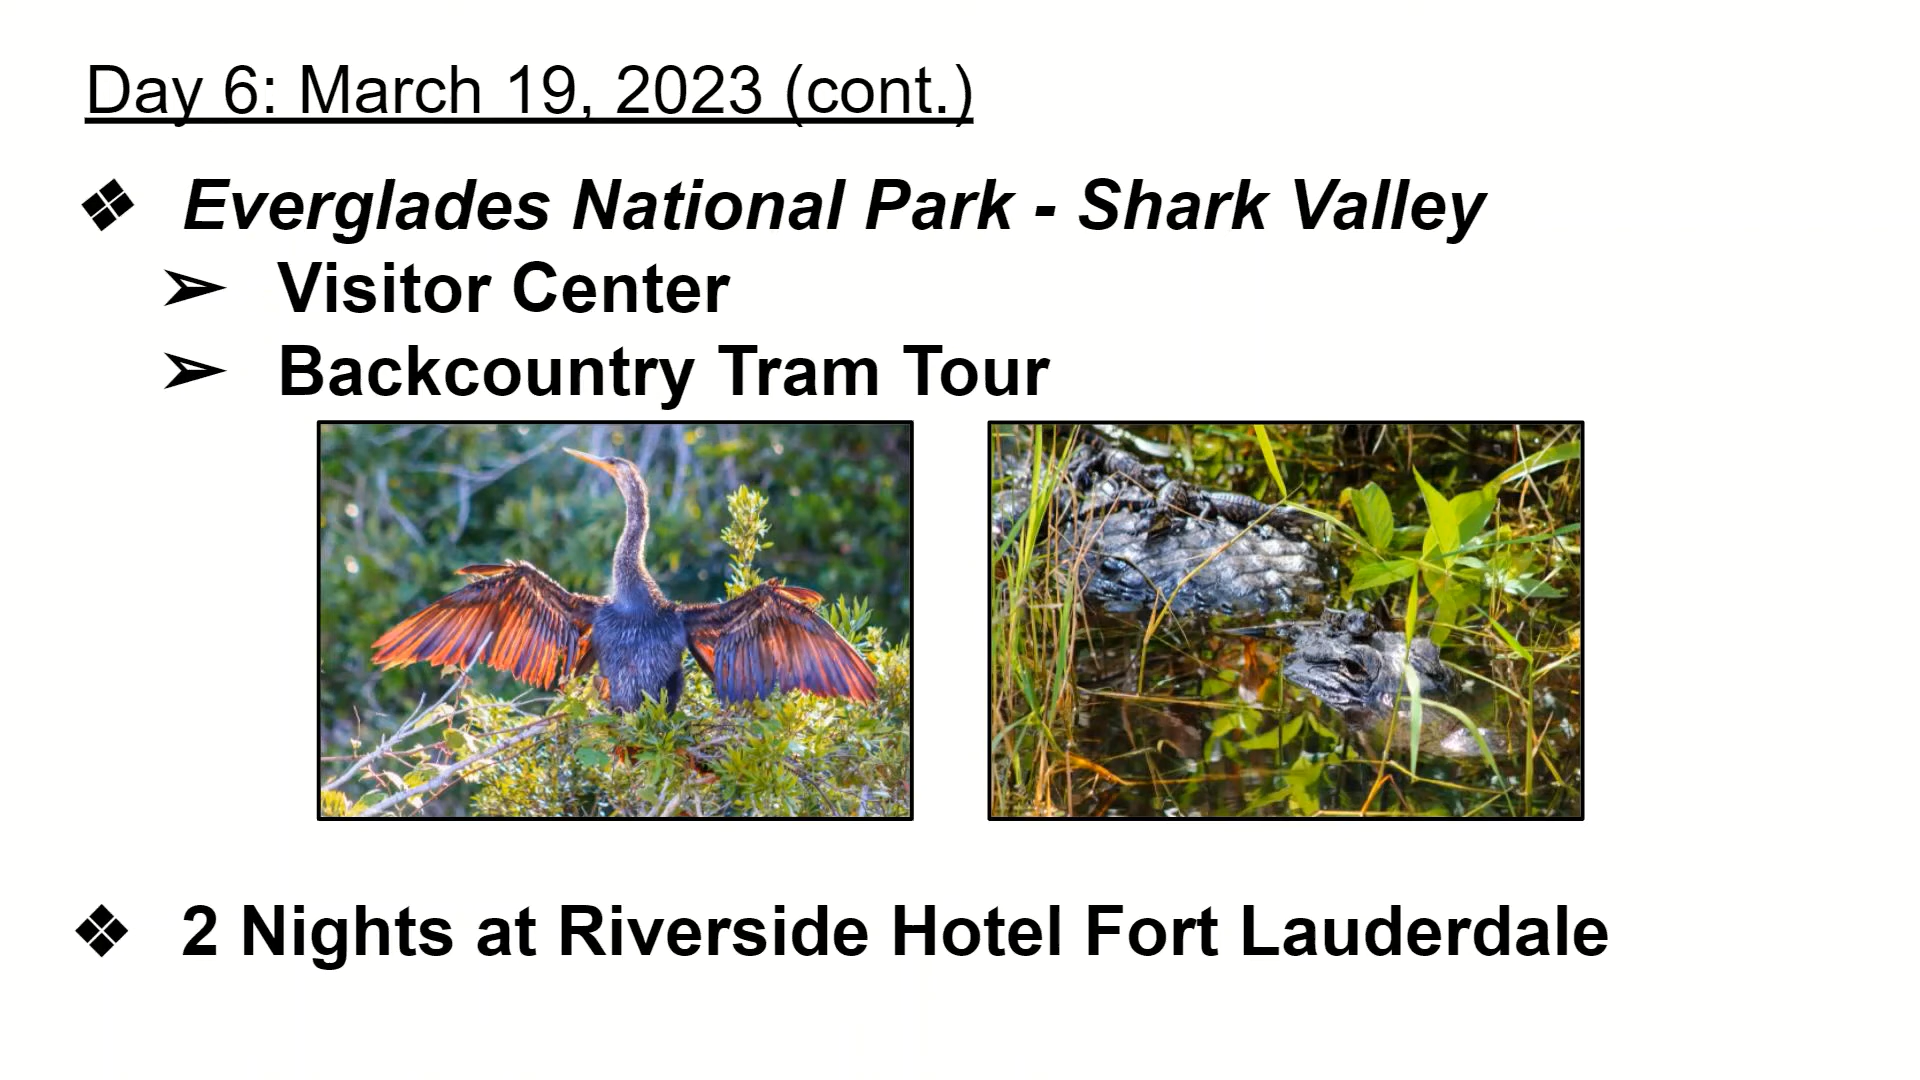 Day 6: March 19, 2023 (cont.)
❖ Everglades National Park - Shark Valley
➢ Visitor Center
➢ Backcountry Tram Tour
❖ 2 Nights at Riverside Hotel Fort Lauderdale